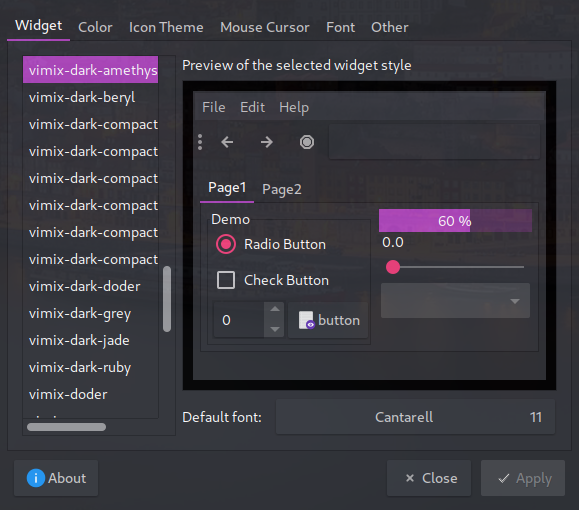 Widget Color Icon Theme Mouse Cursor Font Other
vimix-dark-amethys
vimix-dark-beryl
vimix-dark-compact
vimix-dark-compact
vimix-dark-compact
vimix-dark-compact
vimix-dark-compact
vimix-dark-compact
vimix-dark-doder
vimix-dark-grey
vimix-dark-jade
vimix-dark-ruby
vimix-doder
Preview of the selected widget style
File Edit Help
Page1 Page2
Demo
Radio Button
Check Button
0
button
60 %
0.0
Default font: Cantarell 11
About
Close
Apply